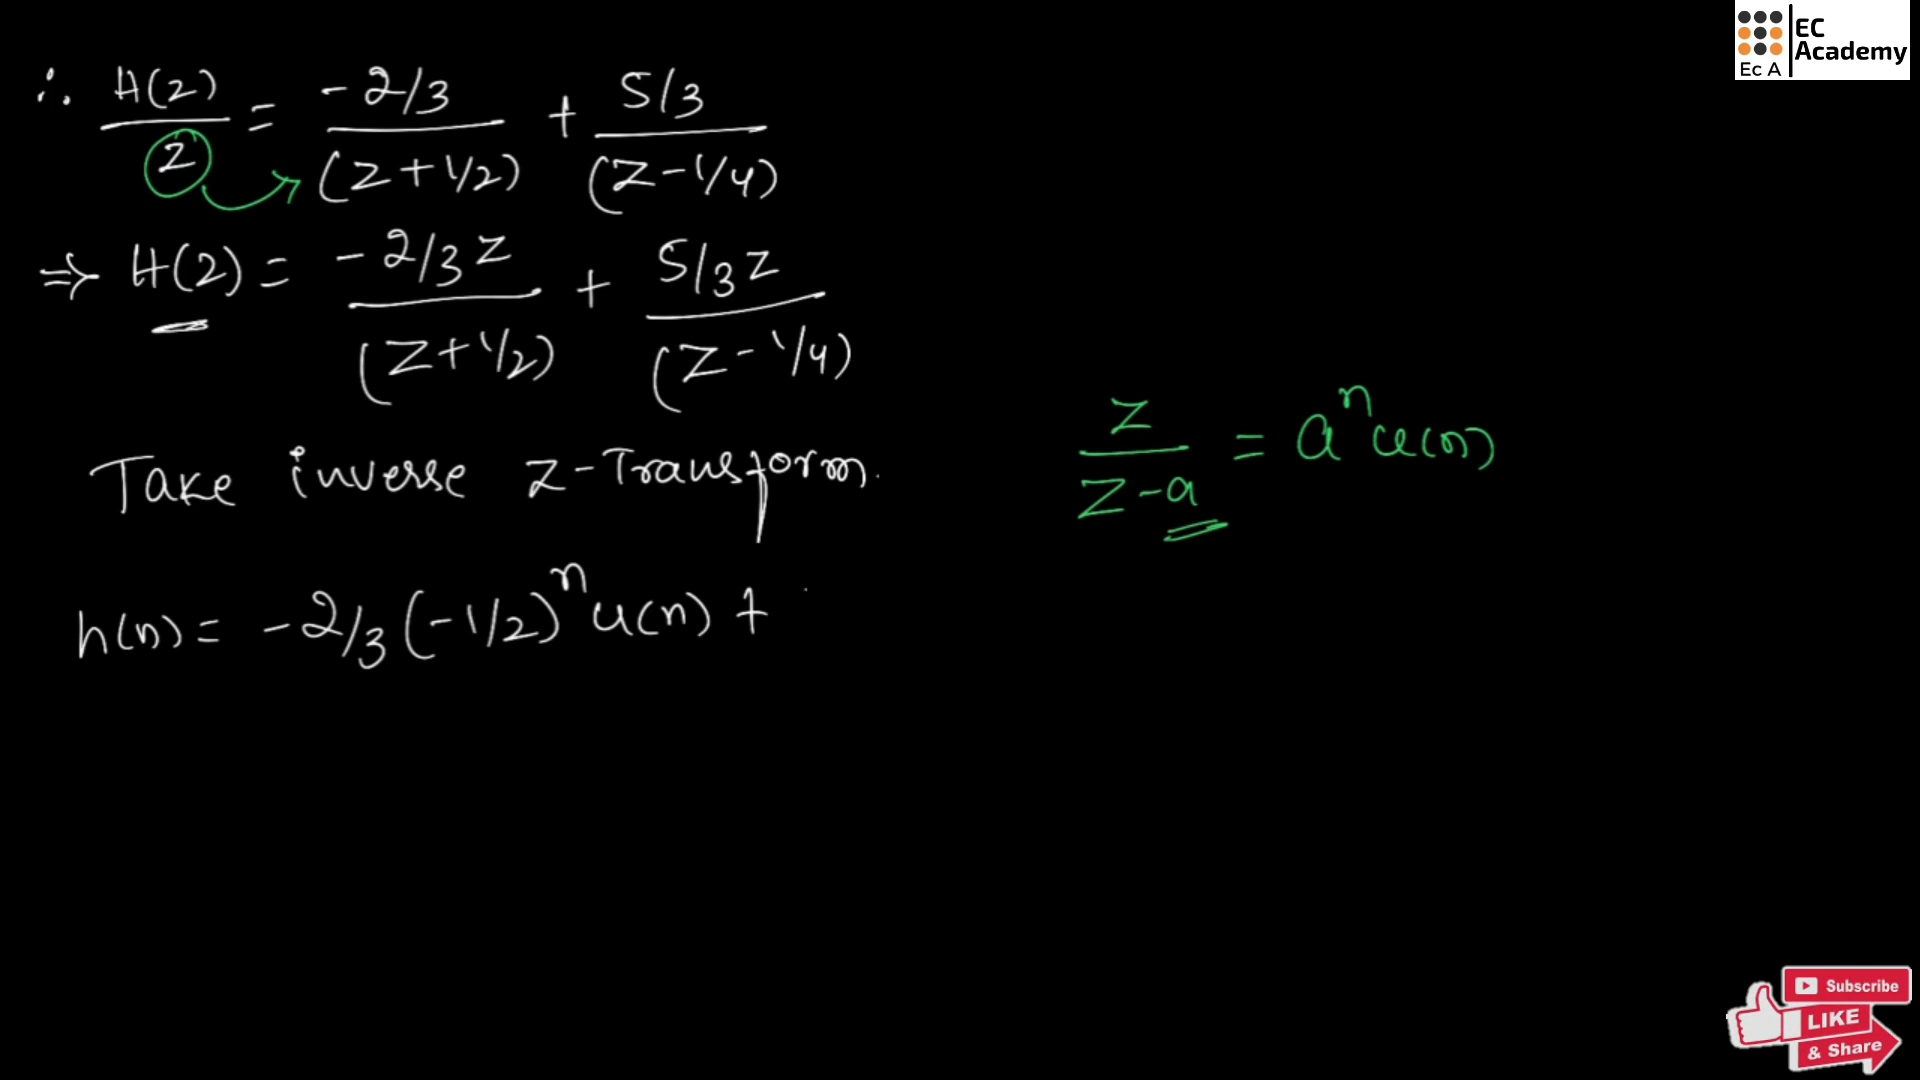 ∴ H(z)/z = -2/3/(z+1/2) + 5/3/(z-1/4)
⇒ H(z) = -2/3 z/(z+1/2) + 5/3 z/(z-1/4)
z/z-a = a^n u(n)
Take inverse z-Transform.
h(n) = -2/3 (-1/2)^n u(n) +
EC
Academy
Ec A
Subscribe
LIKE
& Share